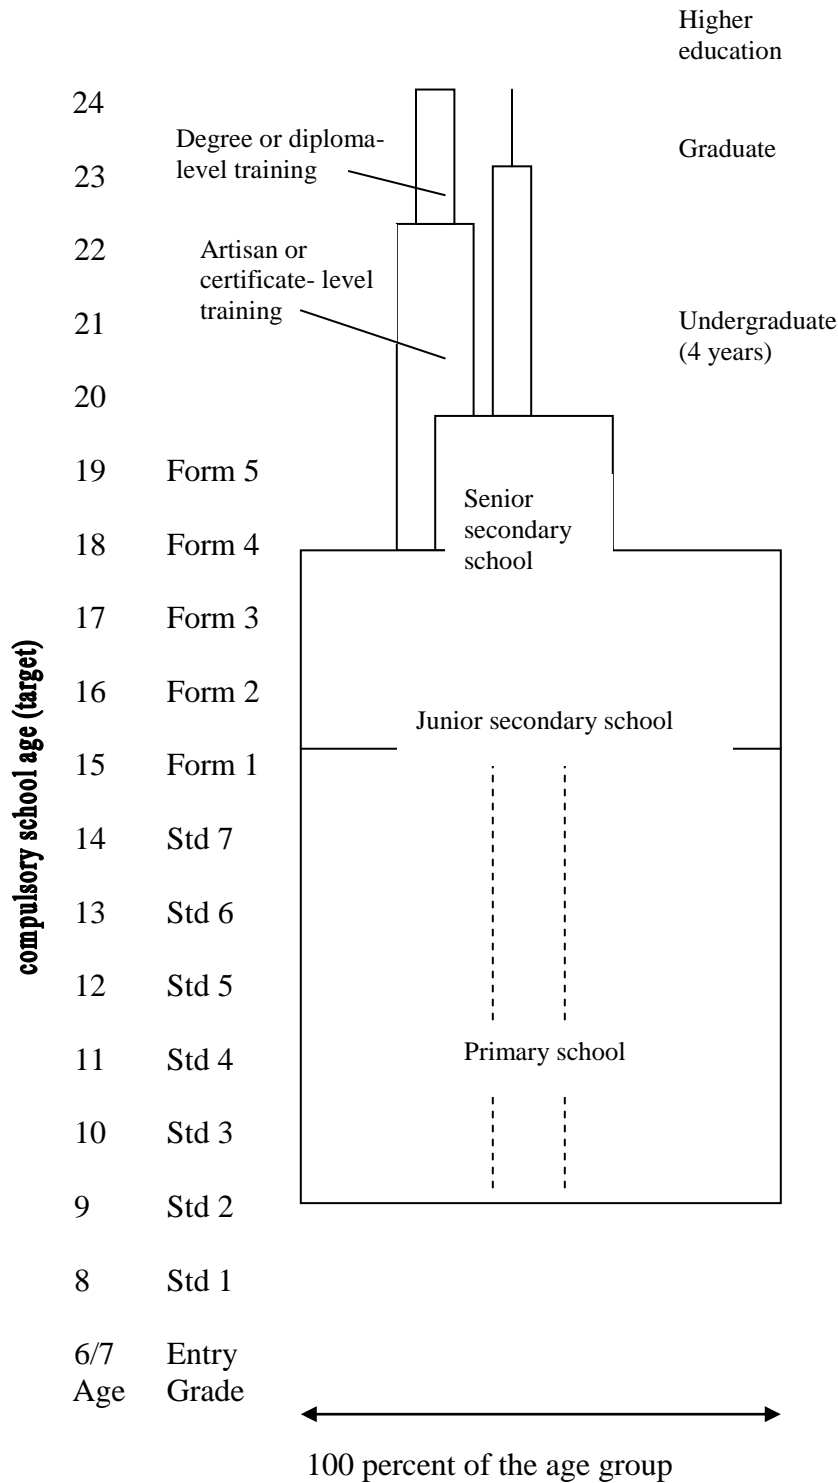 Higher
education
24
Degree or diploma-
level training
Graduate
23
22
Artisan or
certificate- level
training
21
Undergraduate
(4 years)
20
19 Form 5
Senior
secondary
school
18 Form 4
17 Form 3
16 Form 2
Junior secondary school
15 Form 1
compulsory school age (target)
14 Std 7
13 Std 6
12 Std 5
11 Std 4
Primary school
10 Std 3
9 Std 2
8 Std 1
6/7 Entry
Age Grade
100 percent of the age group